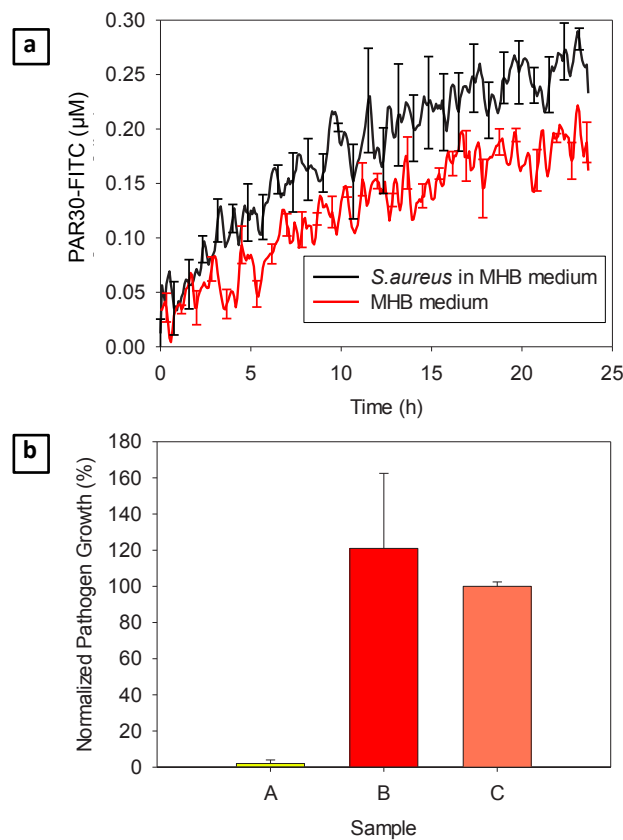 a
PAR30-FITC (µM)
0.30
0.25
0.20
0.15
0.10
0.05
0.00
S.aureus in MHB medium
MHB medium
0 5 10 15 20 25
Time (h)
b
Normalized Pathogen Growth (%)
180
160
140
120
100
80
60
40
20
0
A B C
Sample